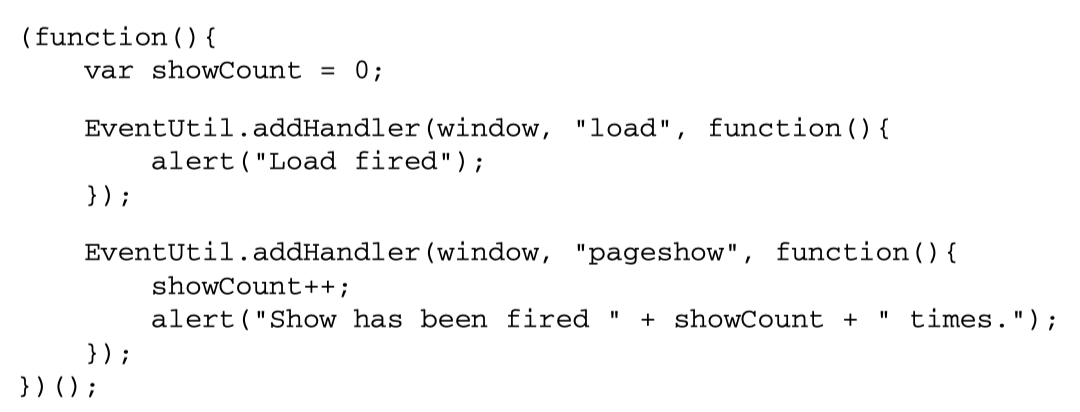 (function(){
    var showCount = 0;

    EventUtil.addHandler(window, "load", function(){
        alert("Load fired");
    });

    EventUtil.addHandler(window, "pageshow", function(){
        showCount++;
        alert("Show has been fired " + showCount + " times.");
    });
})();